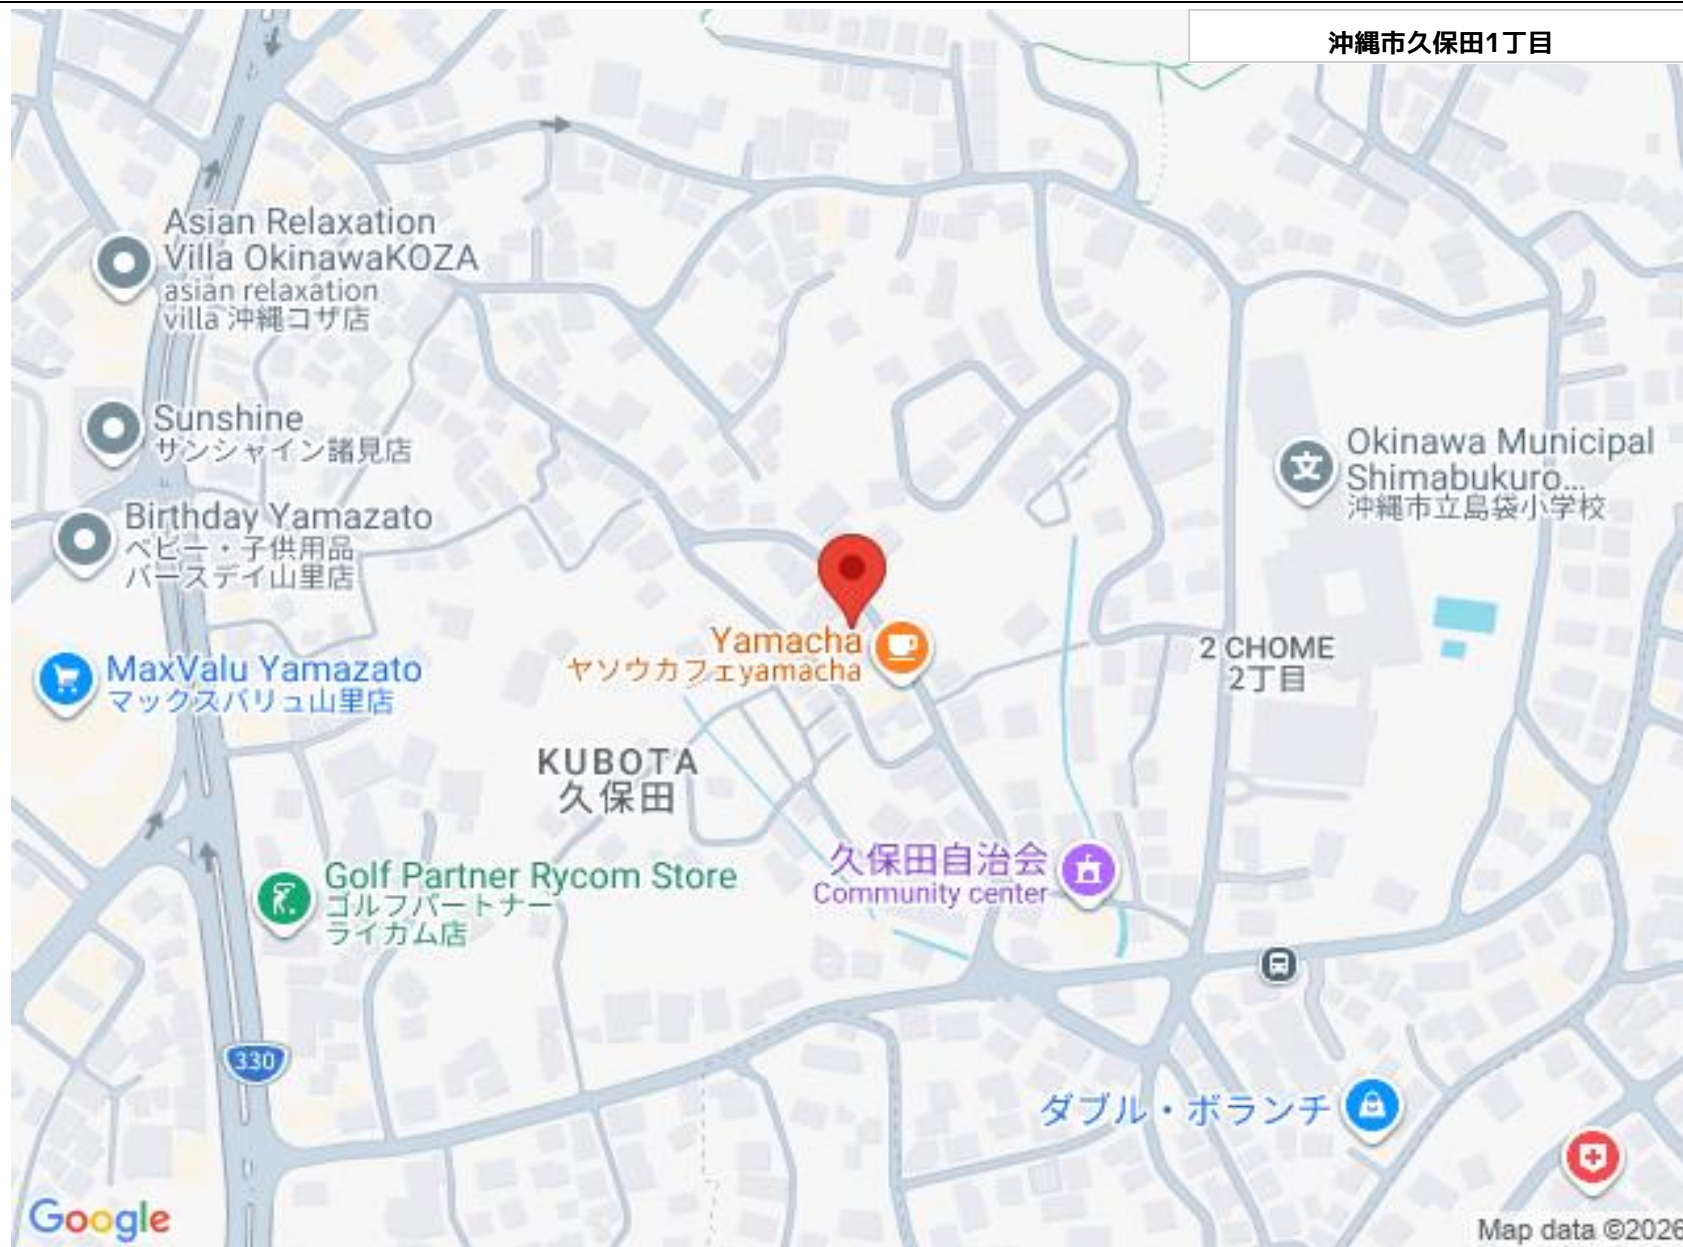 沖縄市久保田1丁目
Asian Relaxation
Villa OkinawaKOZA
asian relaxation
villa 沖縄コザ店
Sunshine
サンシャイン諸見店
Okinawa Municipal
Shimabukuro...
沖縄市立島袋小学校
Birthday Yamazato
ベビー・子供用品
バースデイ山里店
Yamacha
ヤソウカフェyamacha
2 CHOME
2丁目
MaxValu Yamazato
マックスバリュ山里店
KUBOTA
久保田
久保田自治会
Community center
Golf Partner Rycom Store
ゴルフパートナー
ライカム店
330
ダブル・ボランチ
Google
Map data ©2026